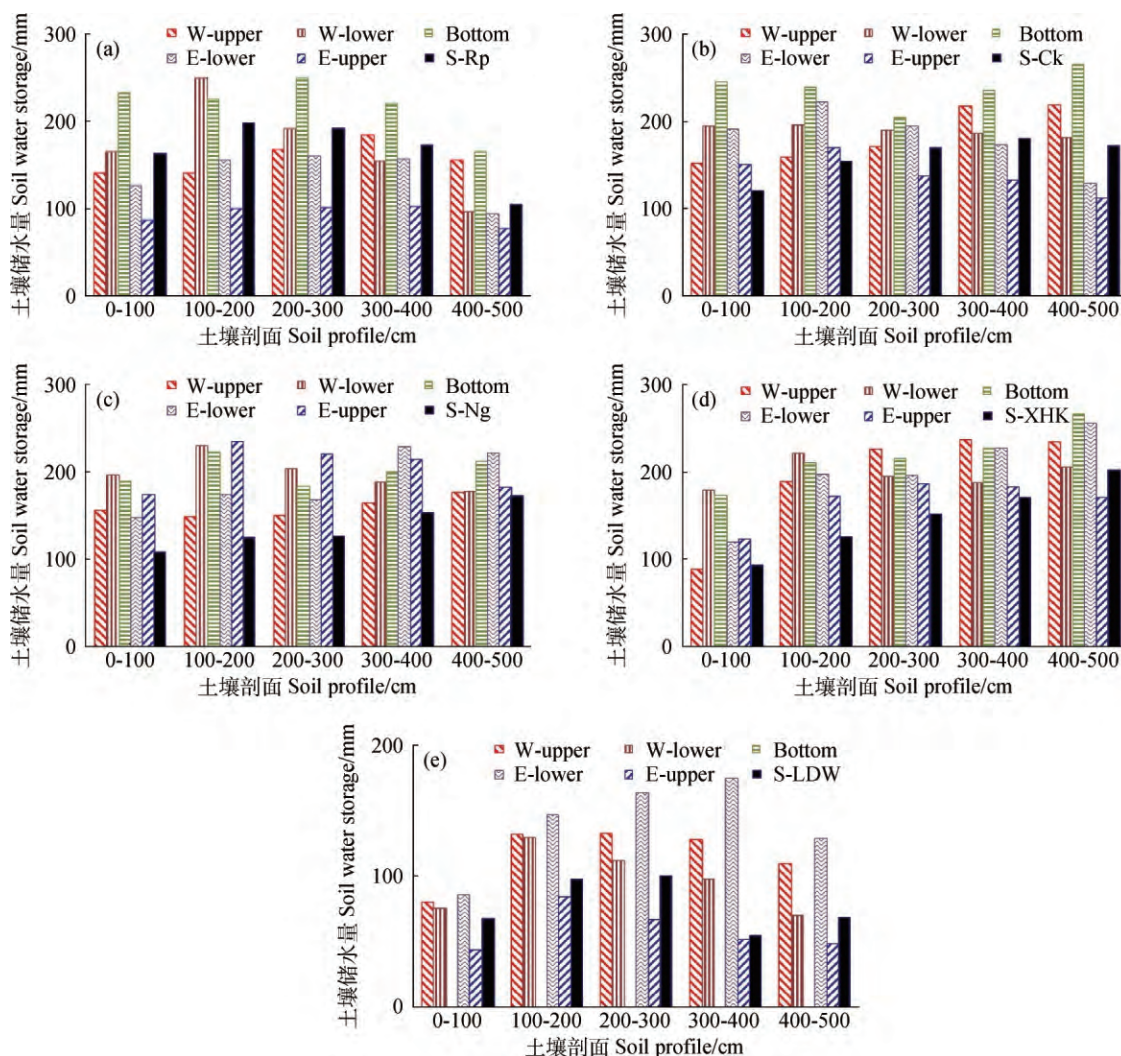 (a)
W-upper W-lower Bottom
E-lower E-upper S-Rp
土壤储水量 Soil water storage/mm
300
200
100
0
0-100 100-200 200-300 300-400 400-500
土壤剖面 Soil profile/cm
(b)
W-upper W-lower Bottom
E-lower E-upper S-Ck
土壤储水量 Soil water storage/mm
300
200
100
0
0-100 100-200 200-300 300-400 400-500
土壤剖面 Soil profile/cm
(c)
W-upper W-lower Bottom
E-lower E-upper S-Ng
土壤储水量 Soil water storage/mm
300
200
100
0
0-100 100-200 200-300 300-400 400-500
土壤剖面 Soil profile/cm
(d)
W-upper W-lower Bottom
E-lower E-upper S-XHK
土壤储水量 Soil water storage/mm
300
200
100
0
0-100 100-200 200-300 300-400 400-500
土壤剖面 Soil profile/cm
(e)
W-upper W-lower Bottom
E-lower E-upper S-LDW
土壤储水量 Soil water storage/mm
200
100
0
0-100 100-200 200-300 300-400 400-500
土壤剖面 Soil profile/cm